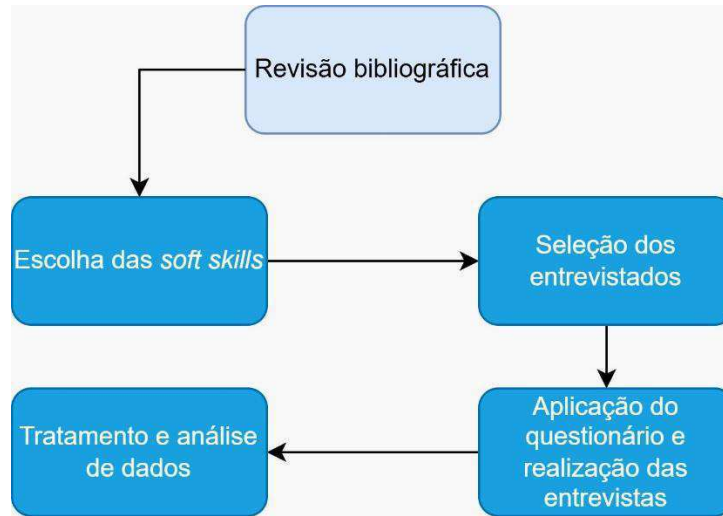 Revisão bibliográfica
Escolha das soft skills
Seleção dos
entrevistados
Aplicação do
questionário e
realização das
entrevistas
Tratamento e análise
de dados